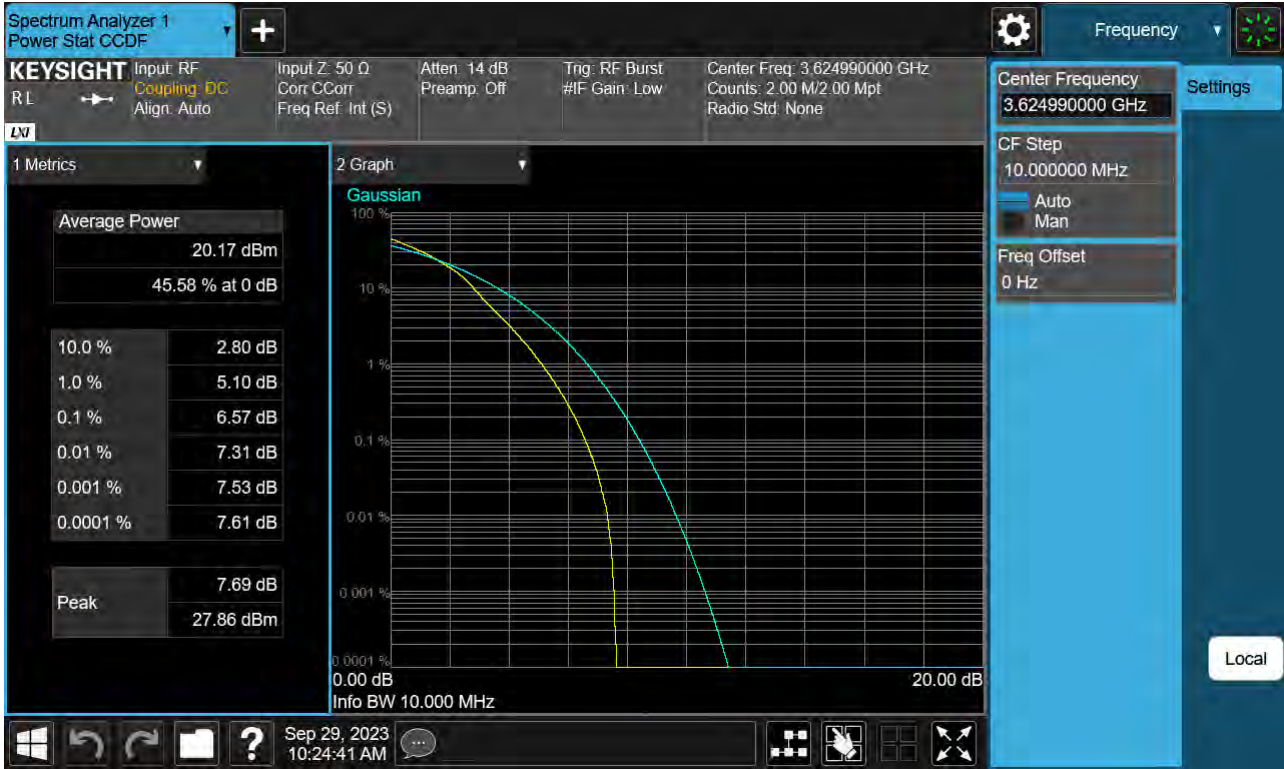 Spectrum Analyzer 1
Power Stat CCDF
Frequency
KEYSIGHT
R L
LXI
Input: RF
Coupling: DC
Align: Auto
Input Z: 50 Ω
Corr CCorr
Freq Ref: Int (S)
Atten: 14 dB
Preamp: Off
Trig: RF Burst
#IF Gain: Low
Center Freq: 3.624990000 GHz
Counts: 2.00 M/2.00 Mpt
Radio Std: None
Center Frequency
3.624990000 GHz
Settings
CF Step
10.000000 MHz
Auto
Man
Freq Offset
0 Hz
Local
1 Metrics
Average Power
20.17 dBm
45.58 % at 0 dB
10.0 % 2.80 dB
1.0 % 5.10 dB
0.1 % 6.57 dB
0.01 % 7.31 dB
0.001 % 7.53 dB
0.0001 % 7.61 dB
Peak 7.69 dB
27.86 dBm
2 Graph
Gaussian
100 %
10 %
1 %
0.1 %
0.01 %
0.001 %
0.0001 %
0.00 dB 20.00 dB
Info BW 10.000 MHz
?
Sep 29, 2023
10:24:41 AM